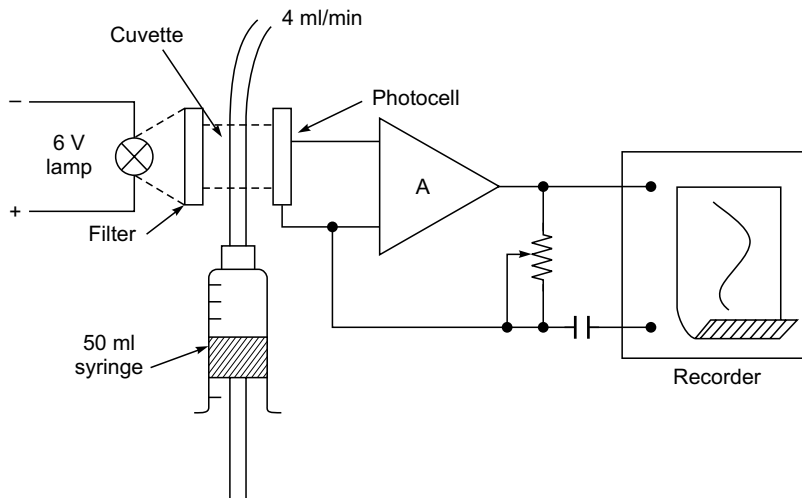 4 ml/min
Cuvette
Photocell
–
6 V
lamp
+
Filter
A
50 ml
syringe
Recorder